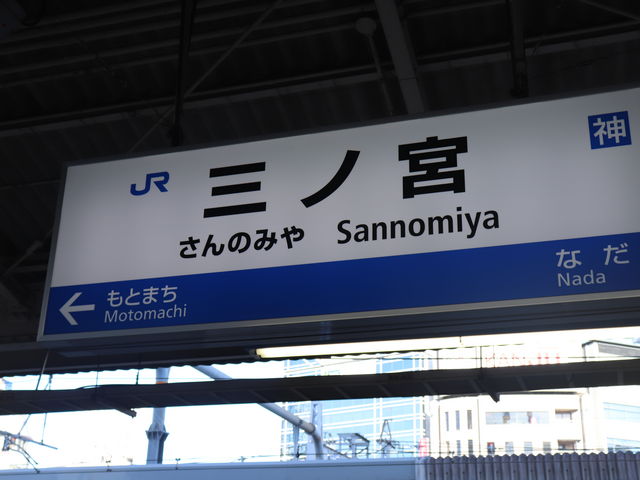 神
JR 三ノ宮
さんのみや Sannomiya
もとまち
Motomachi
なだ
Nada